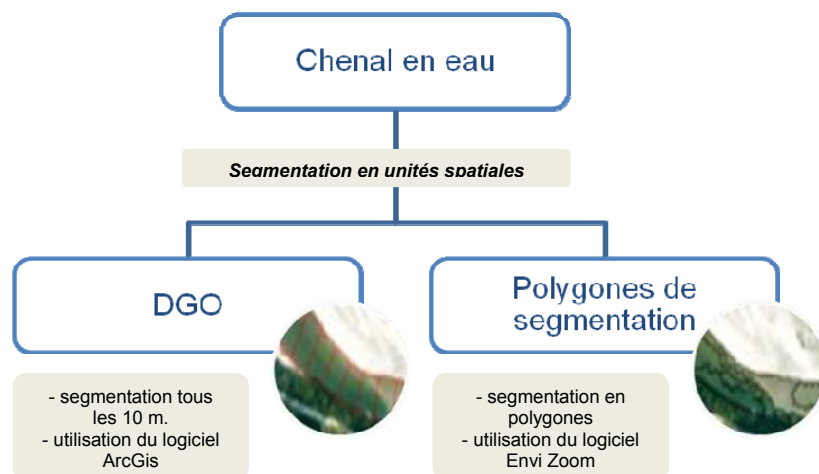 Chenal en eau
Segmentation en unités spatiales
DGO
Polygones de
segmentation
- segmentation tous
les 10 m.
- utilisation du logiciel
ArcGis
- segmentation en
polygones
- utilisation du logiciel
Envi Zoom